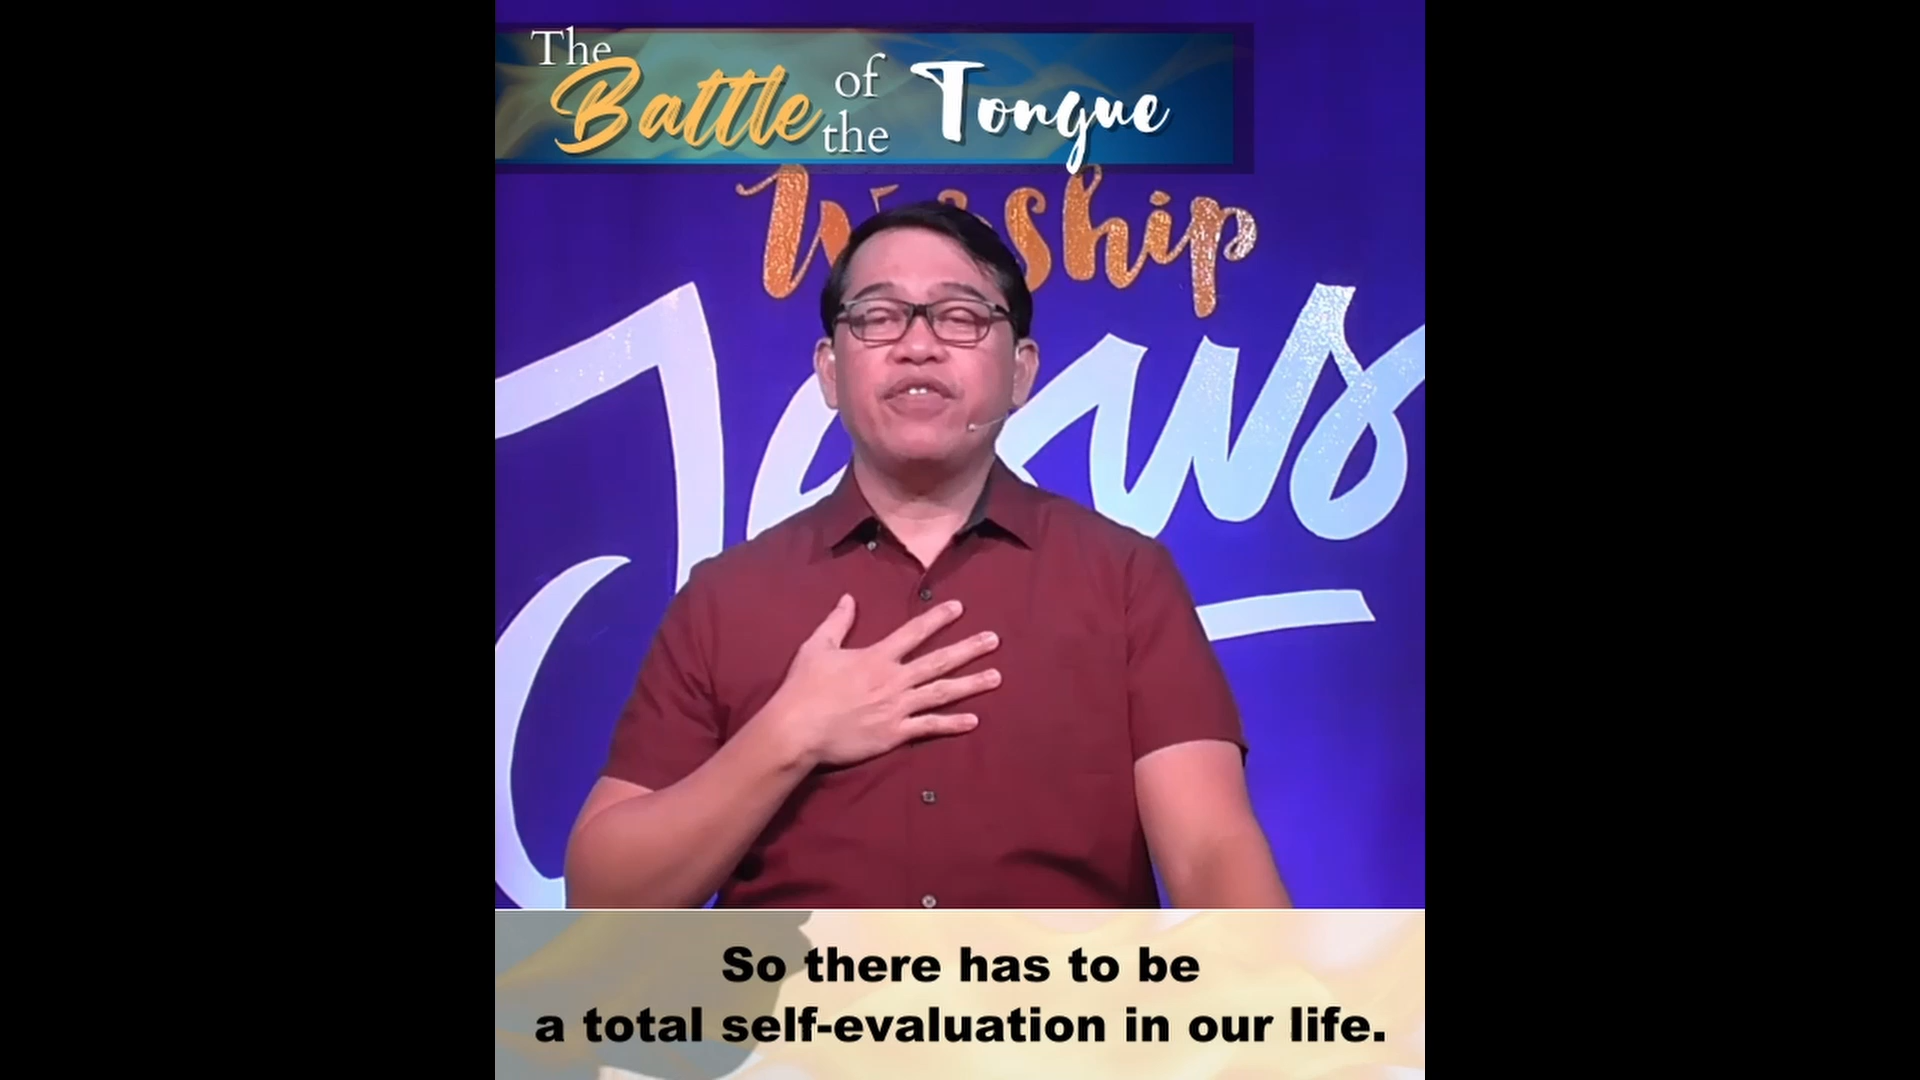 The Battle of the Tongue
Worship
Jesus
So there has to be
a total self-evaluation in our life.